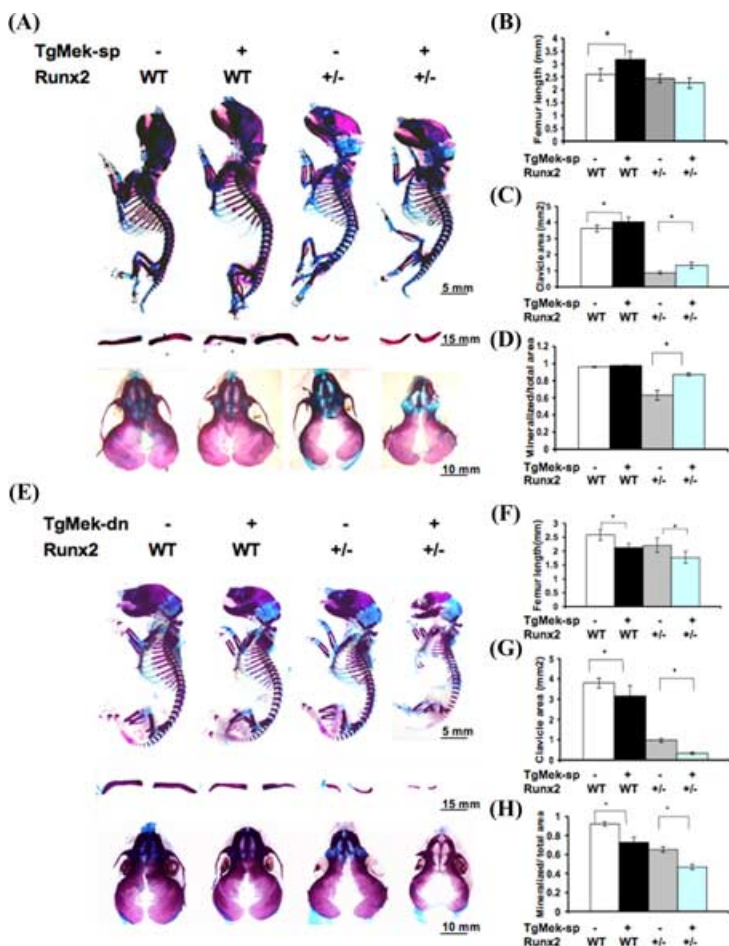 (A)
TgMek-sp - + - +
Runx2 WT WT +/- +/-
5 mm
15 mm
10 mm
(B)
Femur length (mm)
4
3.5
3
2.5
2
1.5
1
0.5
0
*
TgMek-sp - + - +
Runx2 WT WT +/- +/-
(C)
Clavicle area (mm2)
5
4
3
2
1
0
* *
TgMek-sp - + - +
Runx2 WT WT +/- +/-
(D)
Mineralized/total area
1.2
1
0.8
0.6
0.4
0.2
0
*
TgMek-sp - + - +
Runx2 WT WT +/- +/-
(E)
TgMek-dn - + - +
Runx2 WT WT +/- +/-
5 mm
15 mm
10 mm
(F)
Femur length(mm)
3
2.5
2
1.5
1
0.5
0
* *
TgMek-sp - + - +
Runx2 WT WT +/- +/-
(G)
Clavicle area (mm2)
5
4
3
2
1
0
* *
TgMek-sp - + - +
Runx2 WT WT +/- +/-
(H)
Mineralized/ total area
1
0.8
0.6
0.4
0.2
0
* *
TgMek-sp - + - +
Runx2 WT WT +/- +/-